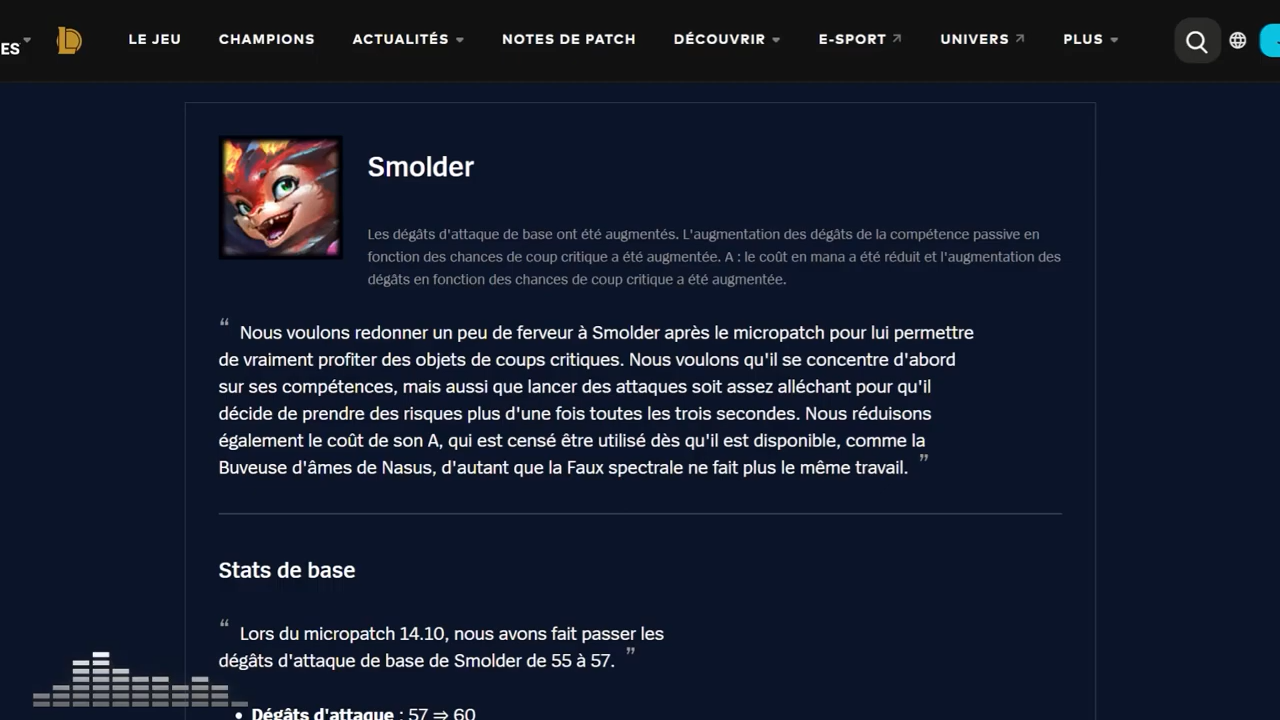 ES
LE JEU CHAMPIONS ACTUALITÉS NOTES DE PATCH DÉCOUVRIR E-SPORT UNIVERS PLUS
Smolder
Les dégâts d'attaque de base ont été augmentés. L'augmentation des dégâts de la compétence passive en
fonction des chances de coup critique a été augmentée. A : le coût en mana a été réduit et l'augmentation des
dégâts en fonction des chances de coup critique a été augmentée.
“ Nous voulons redonner un peu de ferveur à Smolder après le micropatch pour lui permettre
de vraiment profiter des objets de coups critiques. Nous voulons qu'il se concentre d'abord
sur ses compétences, mais aussi que lancer des attaques soit assez alléchant pour qu'il
décide de prendre des risques plus d'une fois toutes les trois secondes. Nous réduisons
également le coût de son A, qui est censé être utilisé dès qu'il est disponible, comme la
Buveuse d'âmes de Nasus, d'autant que la Faux spectrale ne fait plus le même travail. ”
Stats de base
“ Lors du micropatch 14.10, nous avons fait passer les
dégâts d'attaque de base de Smolder de 55 à 57. ”
• Dégâts d'attaque : 57 ⇒ 60